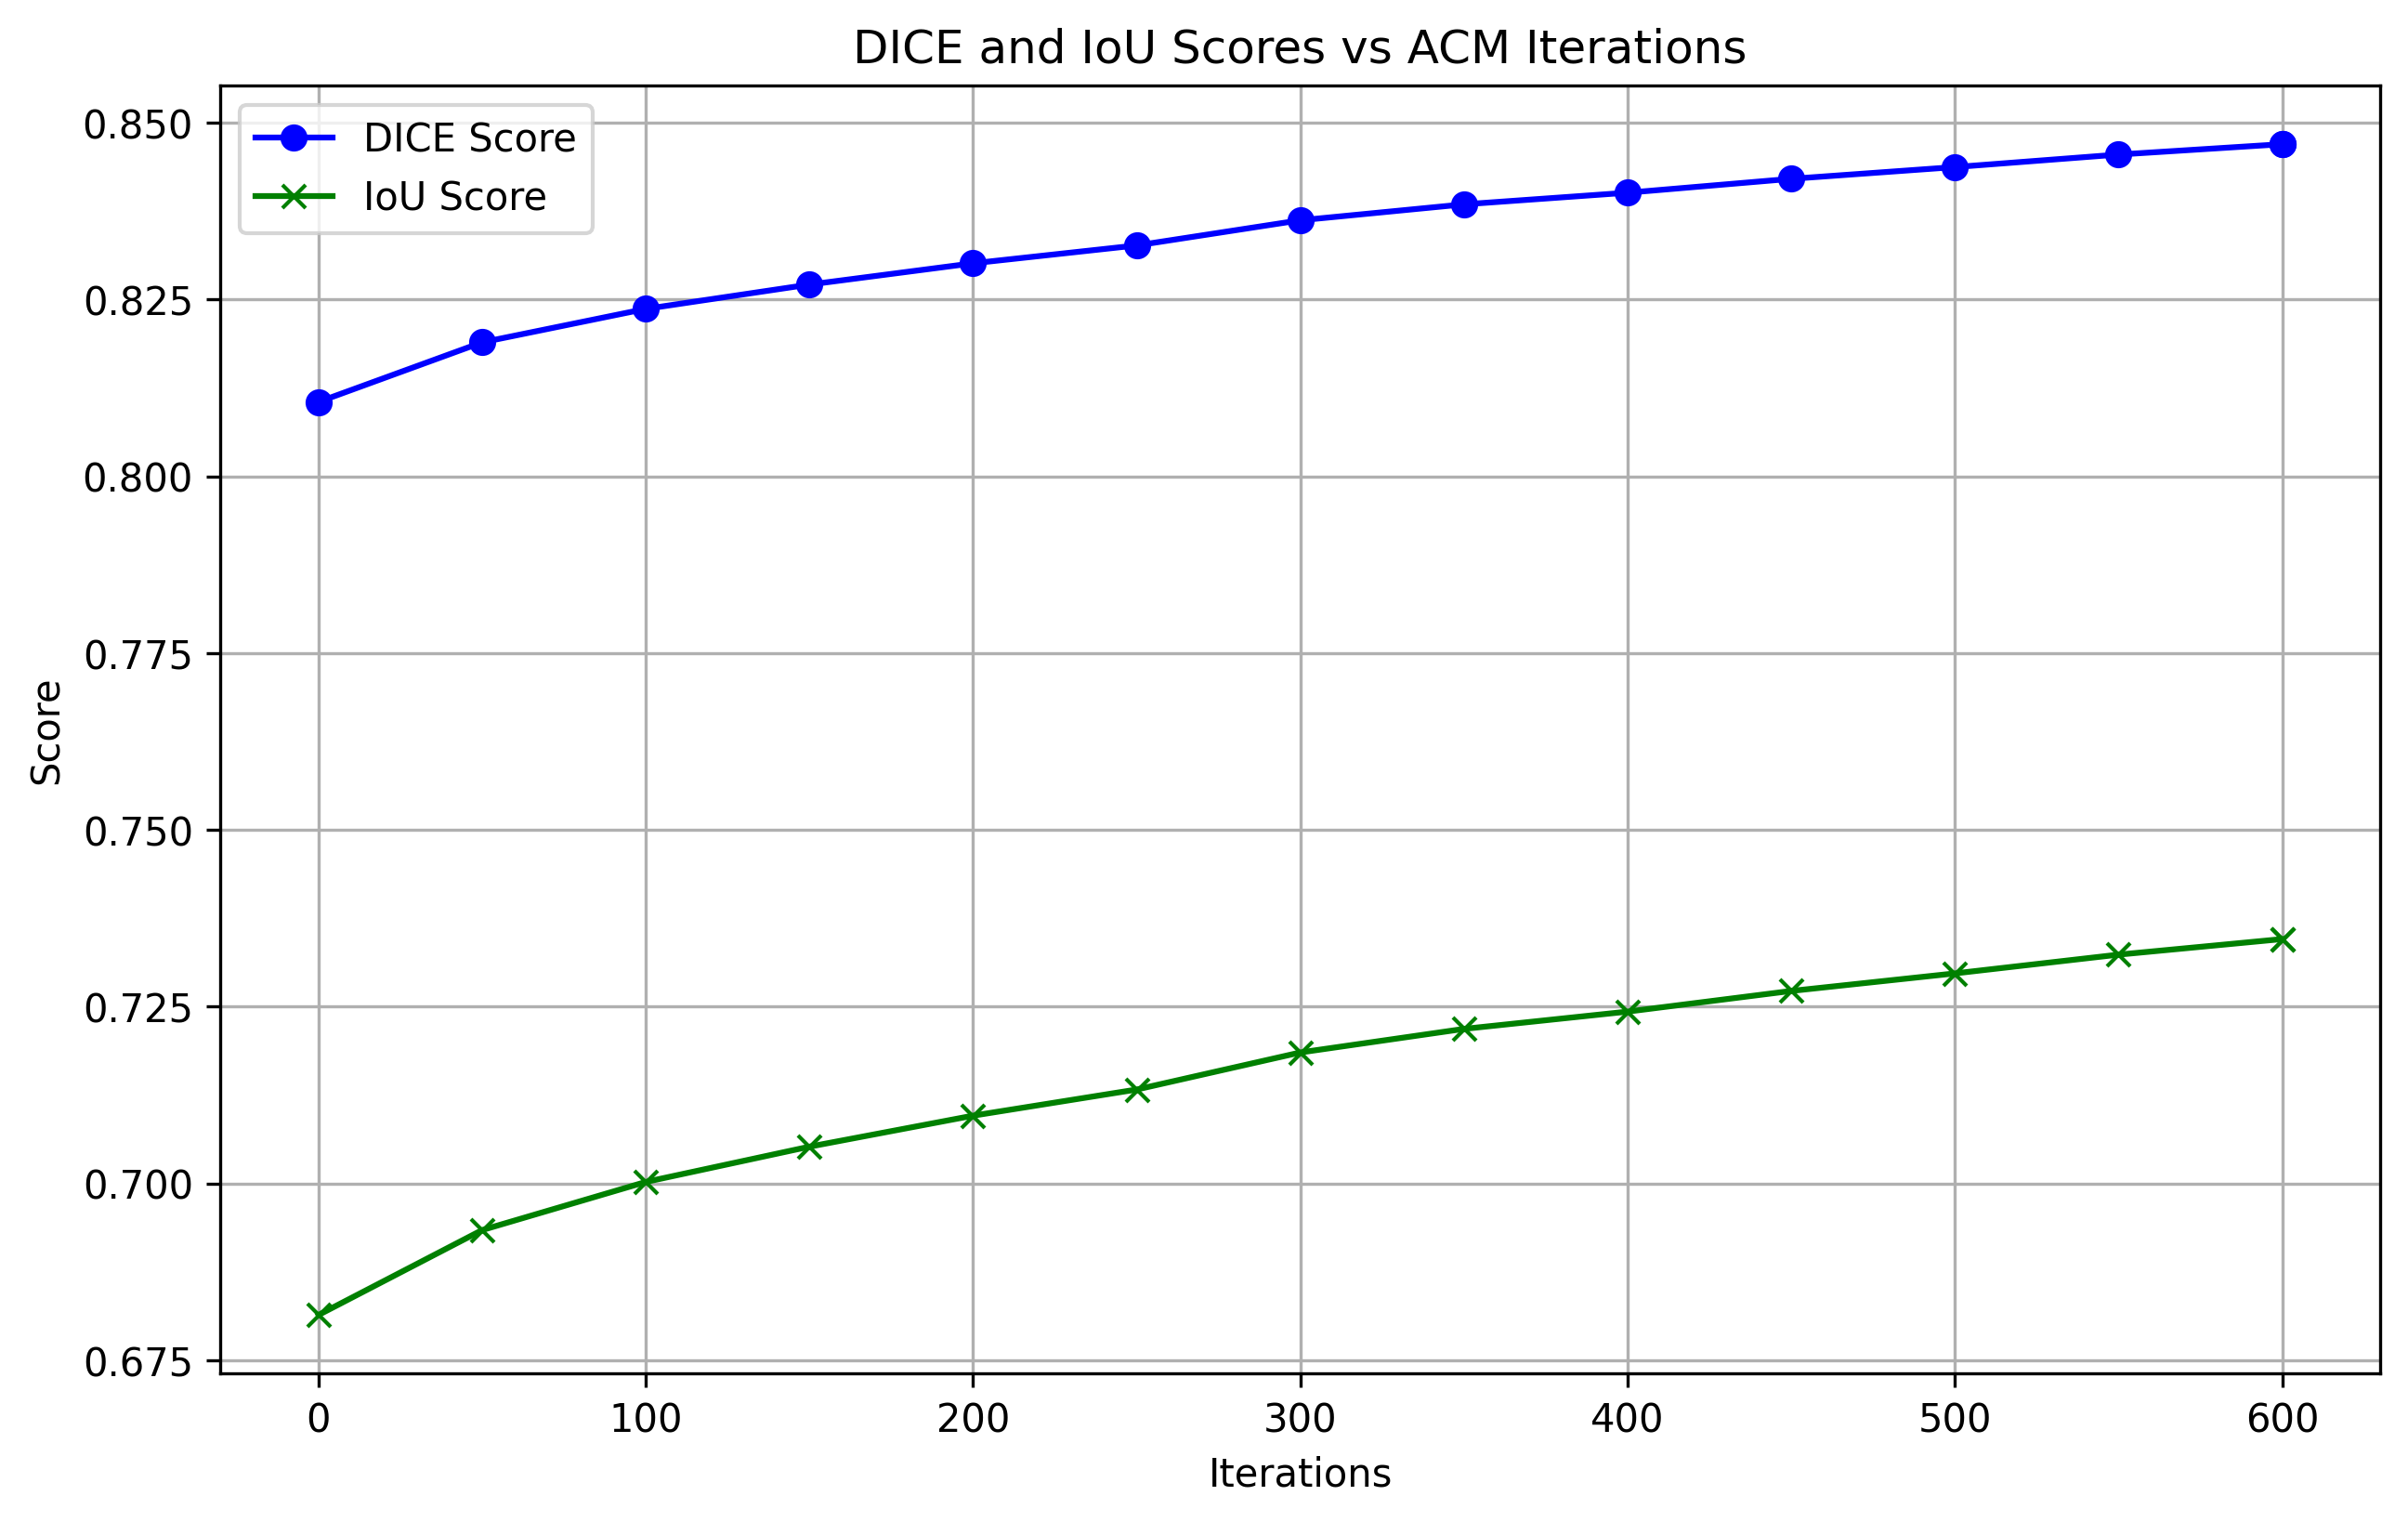 DICE and IoU Scores vs ACM Iterations
DICE Score
IoU Score
0.850
0.825
0.800
0.775
0.750
0.725
0.700
0.675
Score
0 100 200 300 400 500 600
Iterations